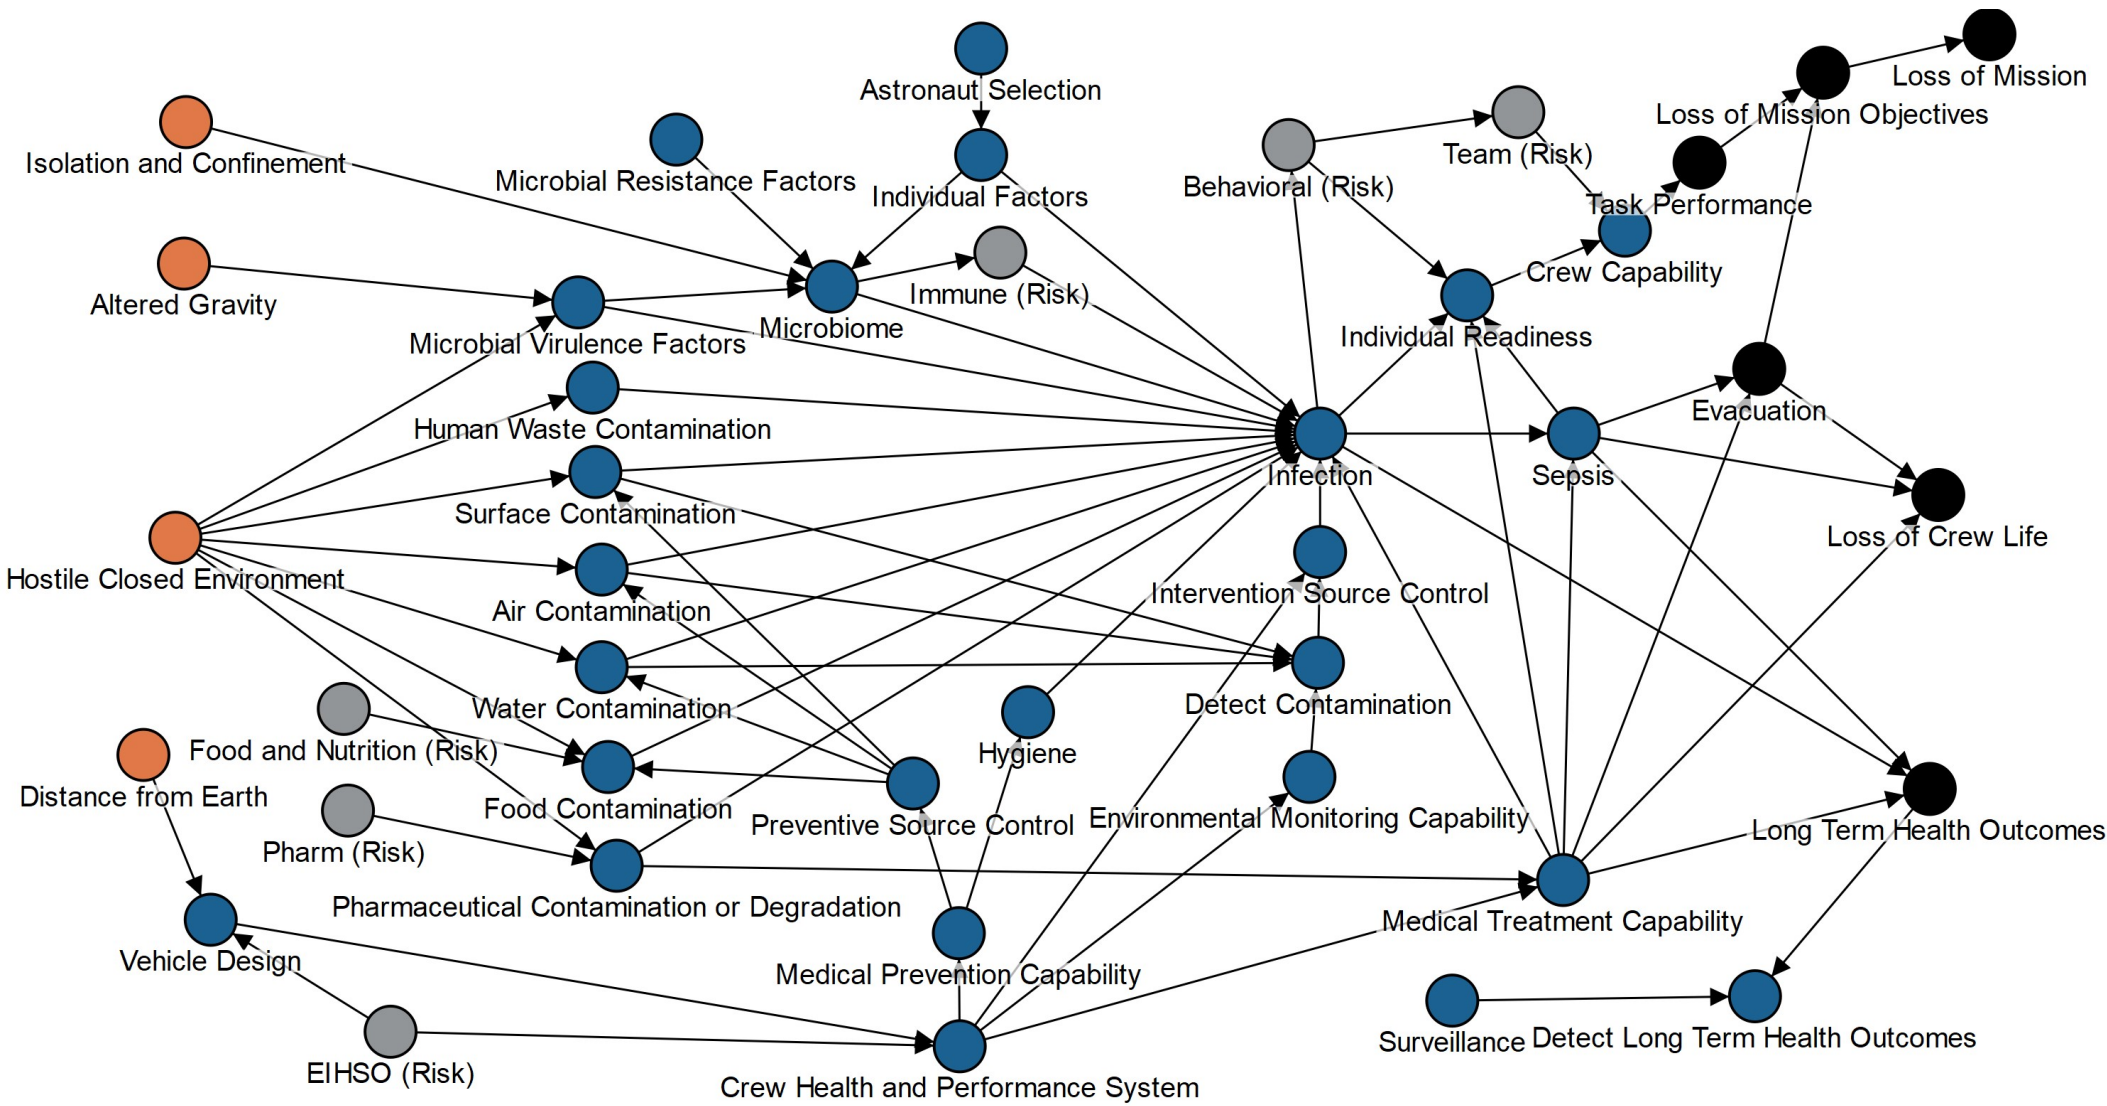 Loss of Mission
Astronaut Selection
Loss of Mission Objectives
Isolation and Confinement
Microbial Resistance Factors
Individual Factors
Behavioral (Risk)
Team (Risk)
Task Performance
Crew Capability
Altered Gravity
Immune (Risk)
Microbiome
Microbial Virulence Factors
Individual Readiness
Evacuation
Human Waste Contamination
Infection
Sepsis
Surface Contamination
Loss of Crew Life
Hostile Closed Environment
Intervention Source Control
Air Contamination
Water Contamination
Detect Contamination
Food and Nutrition (Risk)
Hygiene
Distance from Earth
Food Contamination
Preventive Source Control
Environmental Monitoring Capability
Long Term Health Outcomes
Pharm (Risk)
Pharmaceutical Contamination or Degradation
Medical Treatment Capability
Vehicle Design
Medical Prevention Capability
Surveillance
Detect Long Term Health Outcomes
EIHSO (Risk)
Crew Health and Performance System